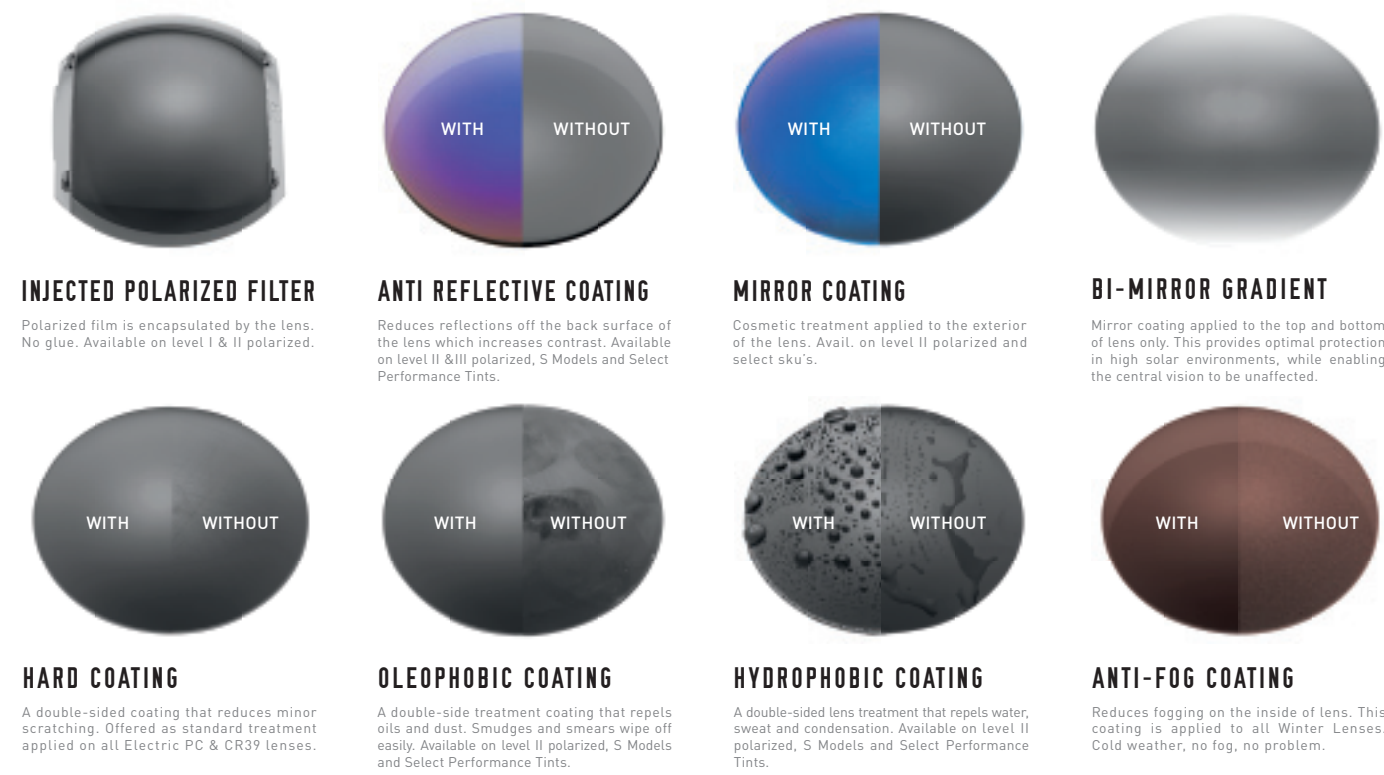 WITH
WITHOUT
WITH
WITHOUT
INJECTED POLARIZED FILTER
Polarized film is encapsulated by the lens.
No glue. Available on level I & II polarized.
ANTI REFLECTIVE COATING
Reduces reflections off the back surface of
the lens which increases contrast. Available
on level II &III polarized, S Models and Select
Performance Tints.
MIRROR COATING
Cosmetic treatment applied to the exterior
of the lens. Avail. on level II polarized and
select sku's.
BI-MIRROR GRADIENT
Mirror coating applied to the top and bottom
of lens only. This provides optimal protection
in high solar environments, while enabling
the central vision to be unaffected.
WITH
WITHOUT
WITH
WITHOUT
WITH
WITHOUT
WITH
WITHOUT
HARD COATING
A double-sided coating that reduces minor
scratching. Offered as standard treatment
applied on all Electric PC & CR39 lenses.
OLEOPHOBIC COATING
A double-side treatment coating that repels
oils and dust. Smudges and smears wipe off
easily. Available on level II polarized, S Models
and Select Performance Tints.
HYDROPHOBIC COATING
A double-sided lens treatment that repels water,
sweat and condensation. Available on level II
polarized, S Models and Select Performance
Tints.
ANTI-FOG COATING
Reduces fogging on the inside of lens. This
coating is applied to all Winter Lenses.
Cold weather, no fog, no problem.